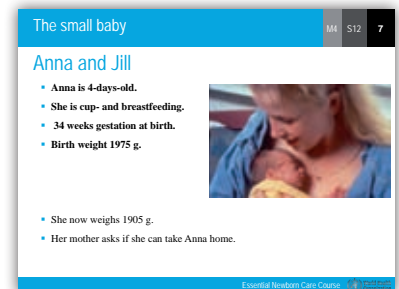 The small baby
M4 S12 7
Anna and Jill
Anna is 4-days-old.
She is cup- and breastfeeding.
34 weeks gestation at birth.
Birth weight 1975 g.
She now weighs 1905 g.
Her mother asks if she can take Anna home.
Essential Newborn Care Course